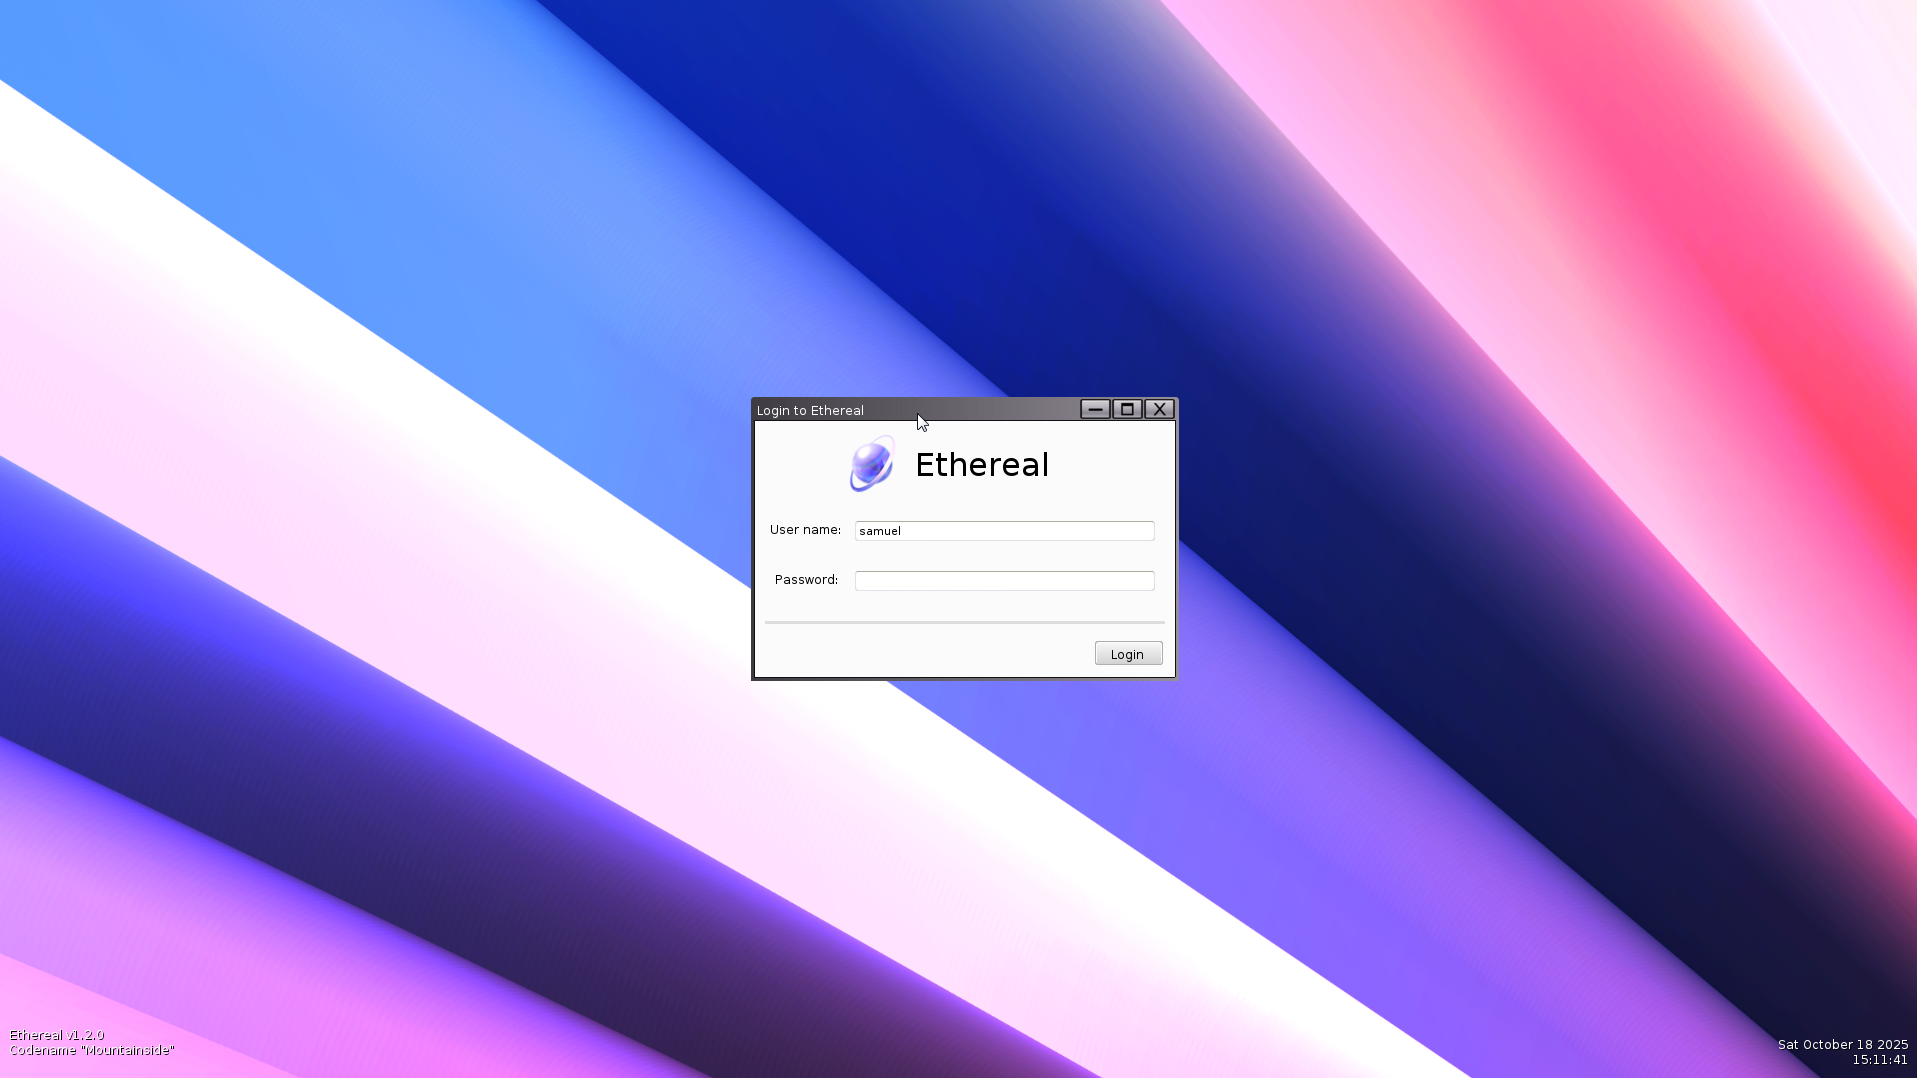 Login to Ethereal
Ethereal
User name: samuel
Password:
Login
Ethereal v1.2.0
Codename "Mountainside"
Sat October 18 2025
15:11:41